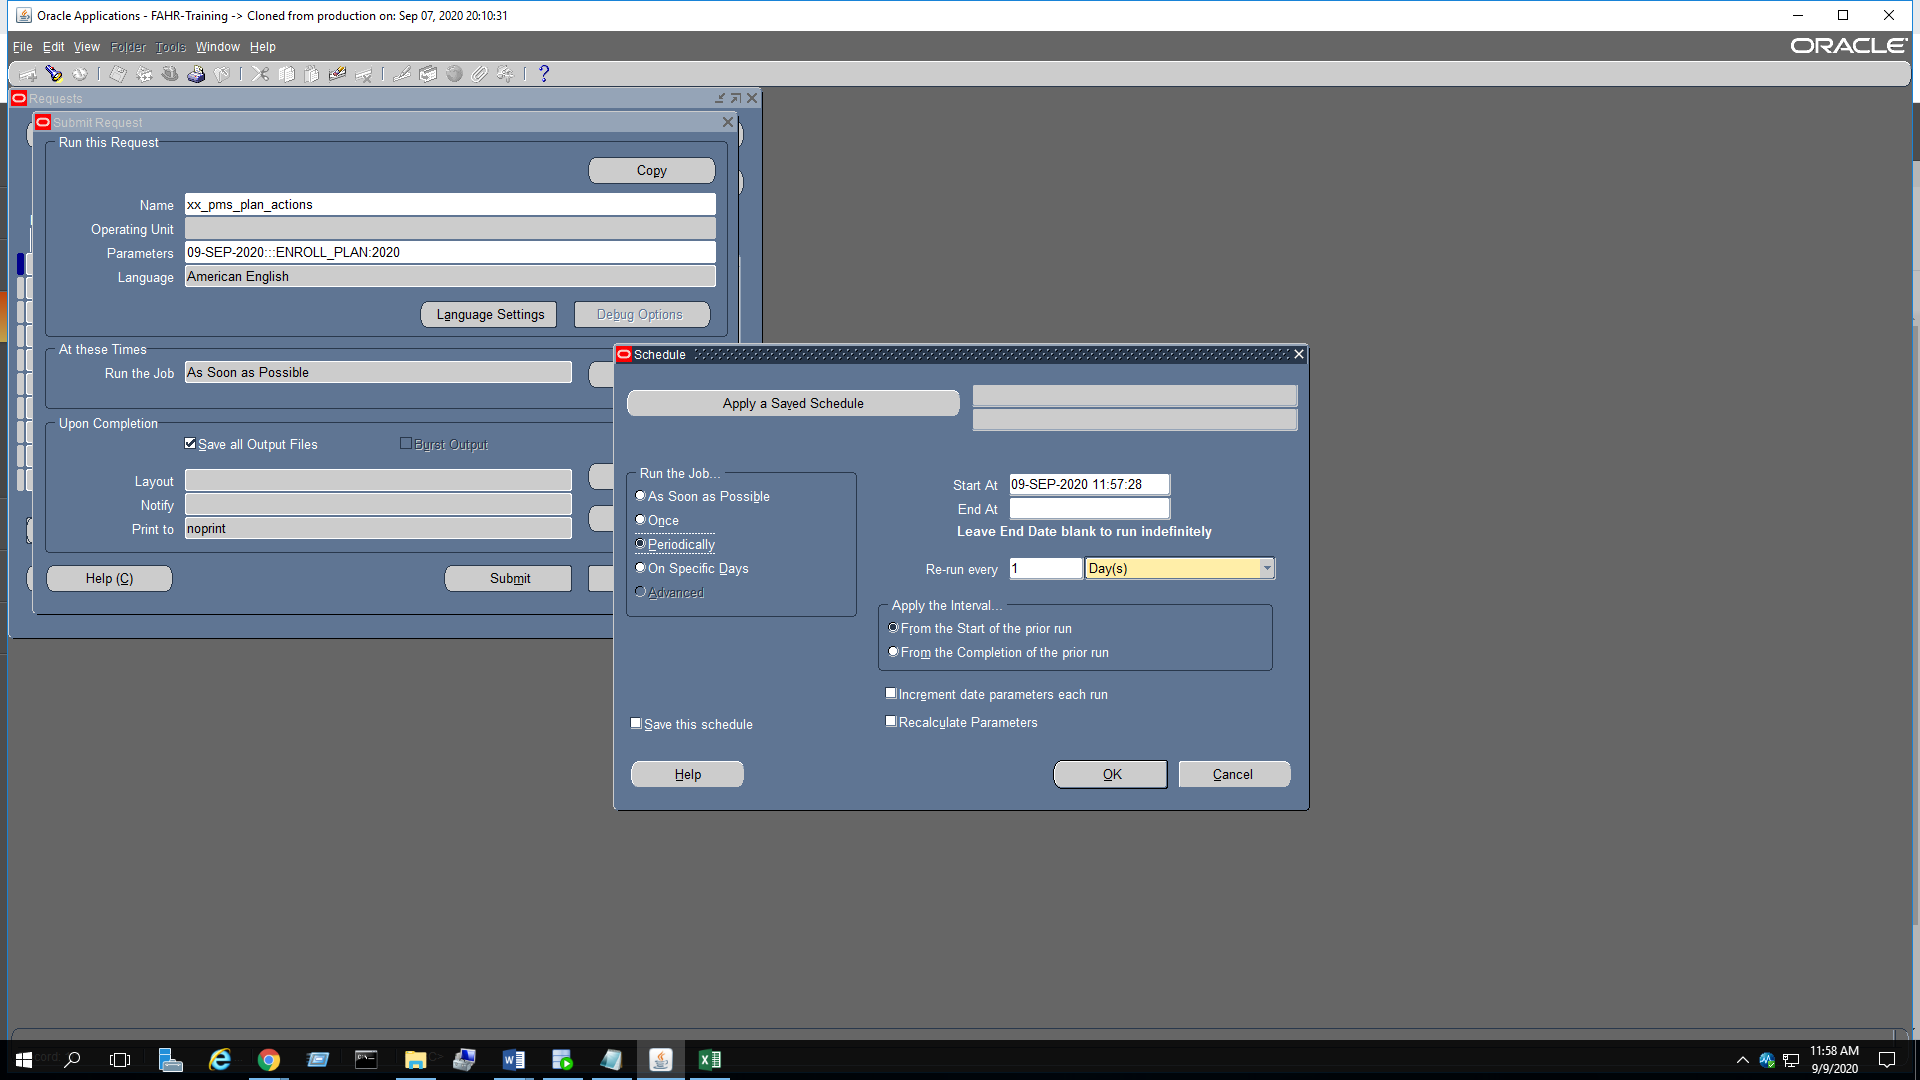 Oracle Applications - FAHR-Training -> Cloned from production on: Sep 07, 2020 20:10:31
File Edit View Folder Tools Window Help
ORACLE
Requests
Submit Request
Run this Request
Copy
Name xx_pms_plan_actions
Operating Unit
Parameters 09-SEP-2020:::ENROLL_PLAN:2020
Language American English
Language Settings Debug Options
At these Times
Run the Job As Soon as Possible
Upon Completion
Save all Output Files Burst Output
Layout
Notify
Print to noprint
Help (C) Submit
Schedule
Apply a Saved Schedule
Run the Job...
As Soon as Possible
Once
Periodically
On Specific Days
Advanced
Start At 09-SEP-2020 11:57:28
End At
Leave End Date blank to run indefinitely
Re-run every 1 Day(s)
Apply the Interval...
From the Start of the prior run
From the Completion of the prior run
Increment date parameters each run
Save this schedule
Recalculate Parameters
Help OK Cancel
11:58 AM
9/9/2020